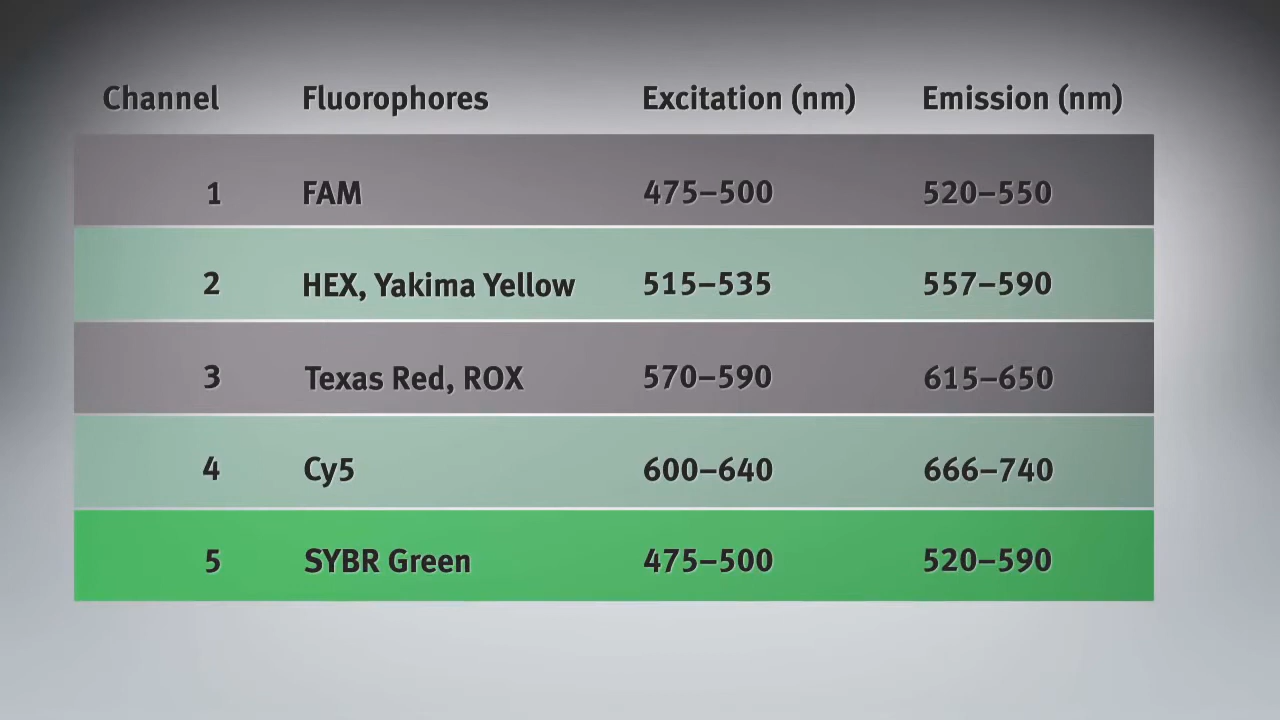 Channel Fluorophores Excitation (nm) Emission (nm)
1 FAM 475–500 520–550
2 HEX, Yakima Yellow 515–535 557–590
3 Texas Red, ROX 570–590 615–650
4 Cy5 600–640 666–740
5 SYBR Green 475–500 520–590